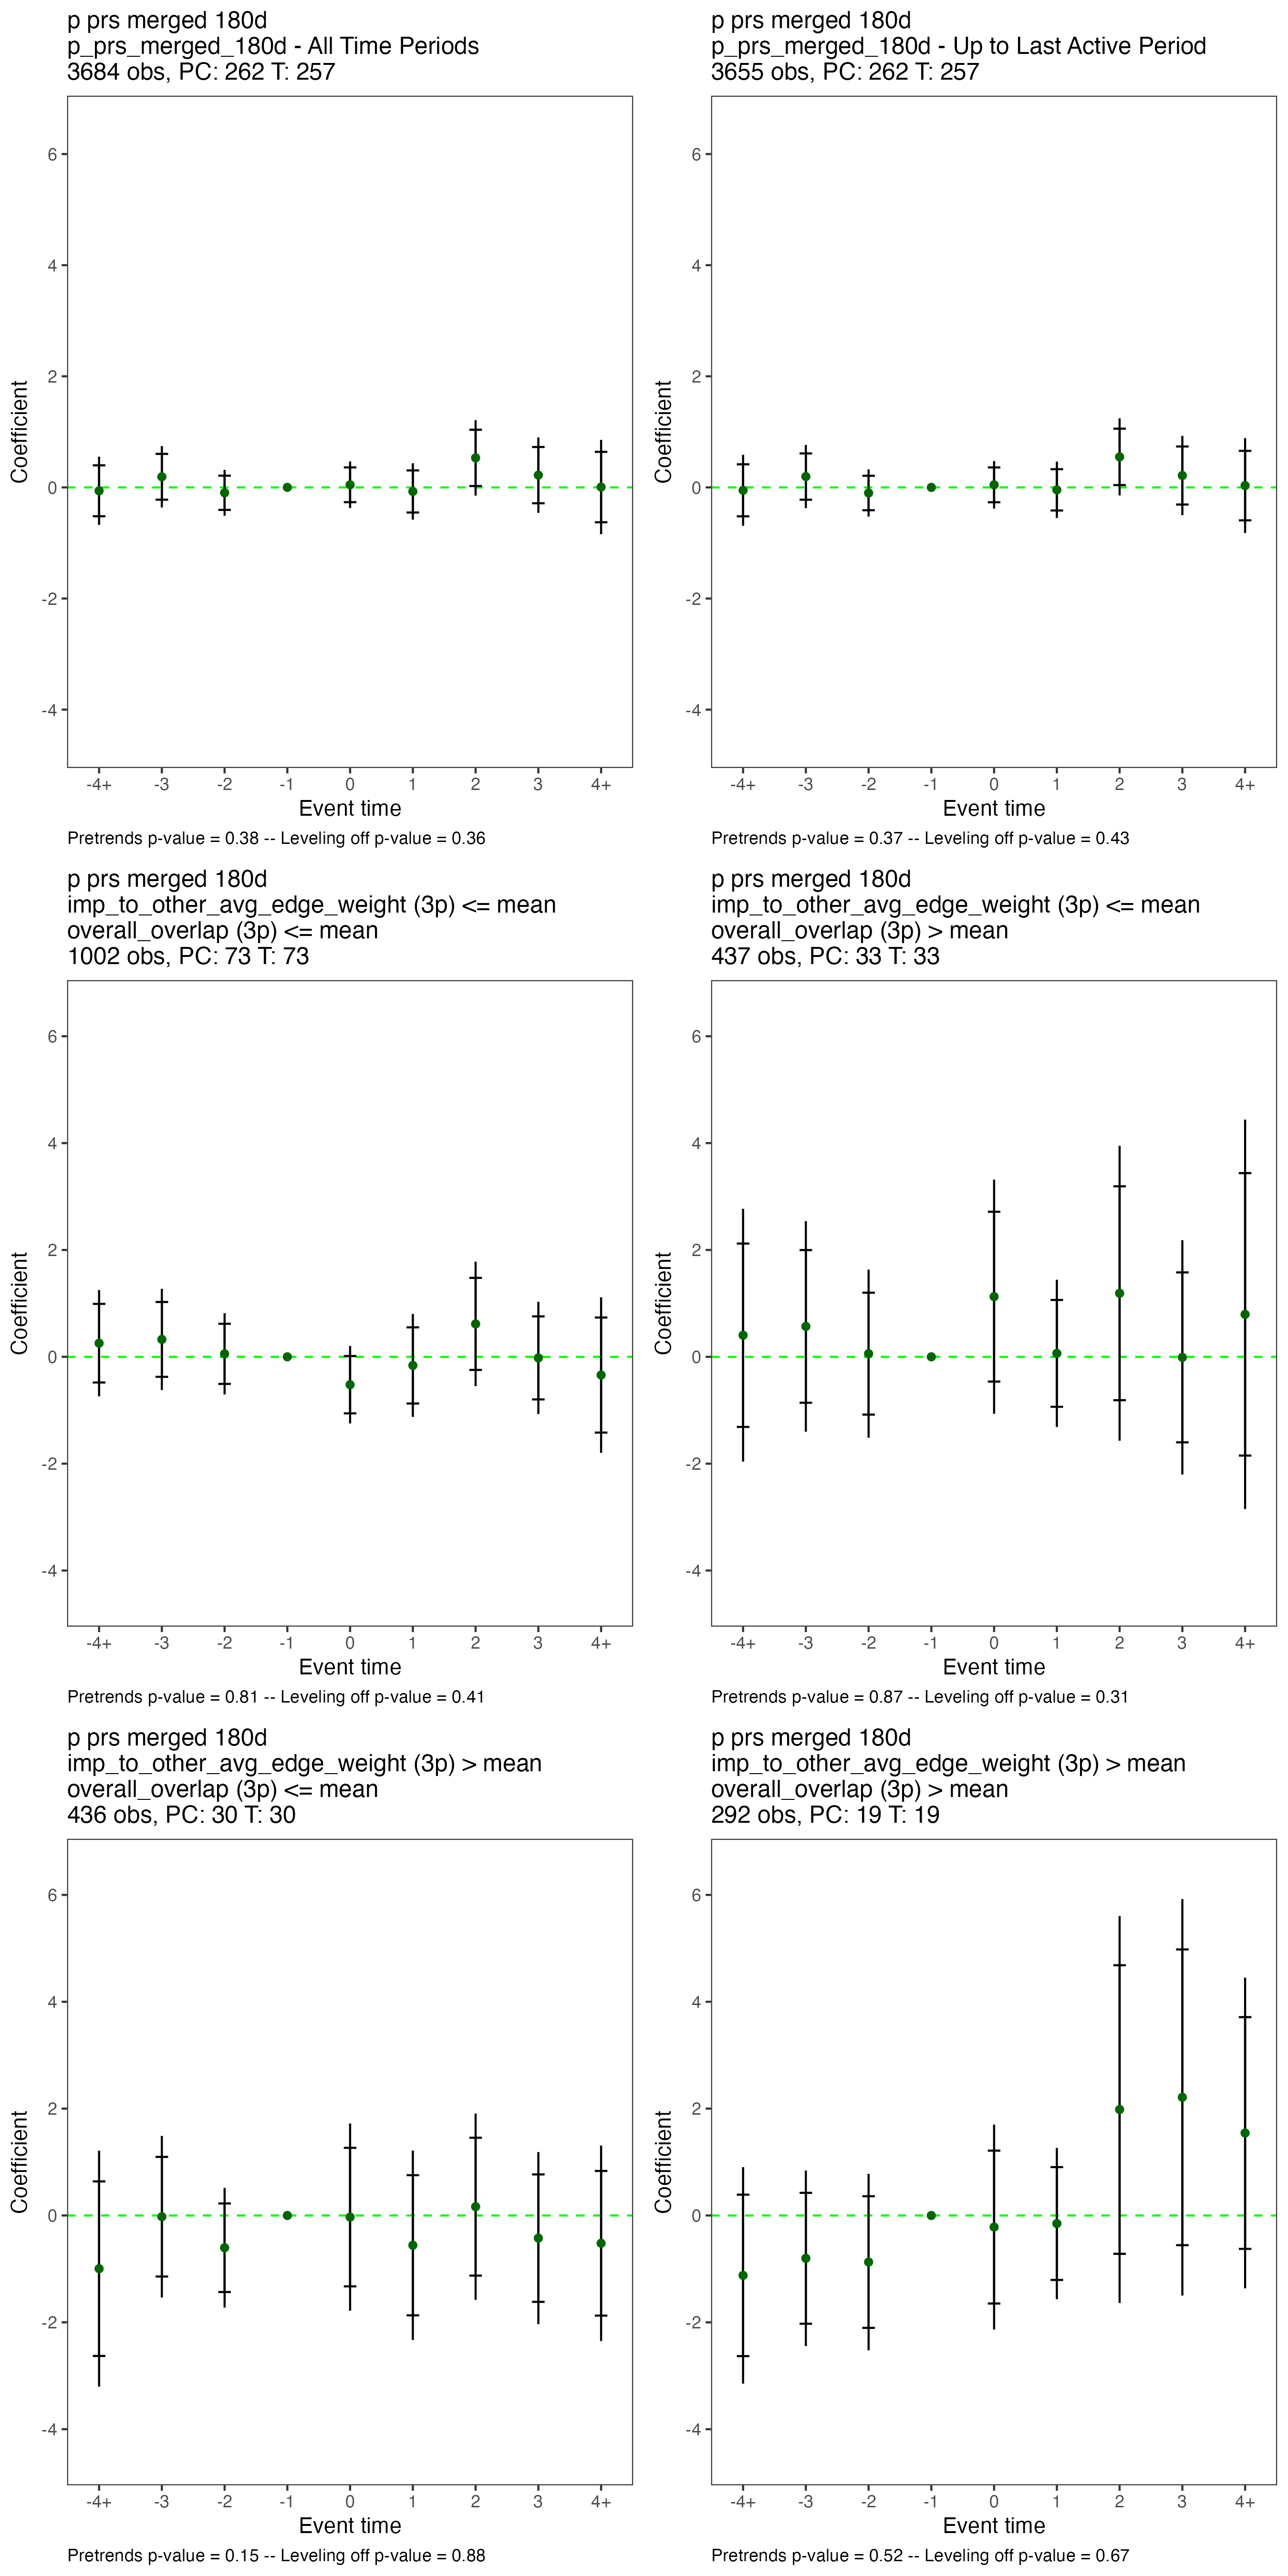 p prs merged 180d
p_prs_merged_180d - All Time Periods
3684 obs, PC: 262 T: 257
6
4
2
0
-2
-4
Coefficient
-4+ -3 -2 -1 0 1 2 3 4+
Event time
Pretrends p-value = 0.38 -- Leveling off p-value = 0.36
p prs merged 180d
p_prs_merged_180d - Up to Last Active Period
3655 obs, PC: 262 T: 257
6
4
2
0
-2
-4
Coefficient
-4+ -3 -2 -1 0 1 2 3 4+
Event time
Pretrends p-value = 0.37 -- Leveling off p-value = 0.43
p prs merged 180d
imp_to_other_avg_edge_weight (3p) <= mean
overall_overlap (3p) <= mean
1002 obs, PC: 73 T: 73
6
4
2
0
-2
-4
Coefficient
-4+ -3 -2 -1 0 1 2 3 4+
Event time
Pretrends p-value = 0.81 -- Leveling off p-value = 0.41
p prs merged 180d
imp_to_other_avg_edge_weight (3p) <= mean
overall_overlap (3p) > mean
437 obs, PC: 33 T: 33
6
4
2
0
-2
-4
Coefficient
-4+ -3 -2 -1 0 1 2 3 4+
Event time
Pretrends p-value = 0.87 -- Leveling off p-value = 0.31
p prs merged 180d
imp_to_other_avg_edge_weight (3p) > mean
overall_overlap (3p) <= mean
436 obs, PC: 30 T: 30
6
4
2
0
-2
-4
Coefficient
-4+ -3 -2 -1 0 1 2 3 4+
Event time
Pretrends p-value = 0.15 -- Leveling off p-value = 0.88
p prs merged 180d
imp_to_other_avg_edge_weight (3p) > mean
overall_overlap (3p) > mean
292 obs, PC: 19 T: 19
6
4
2
0
-2
-4
Coefficient
-4+ -3 -2 -1 0 1 2 3 4+
Event time
Pretrends p-value = 0.52 -- Leveling off p-value = 0.67